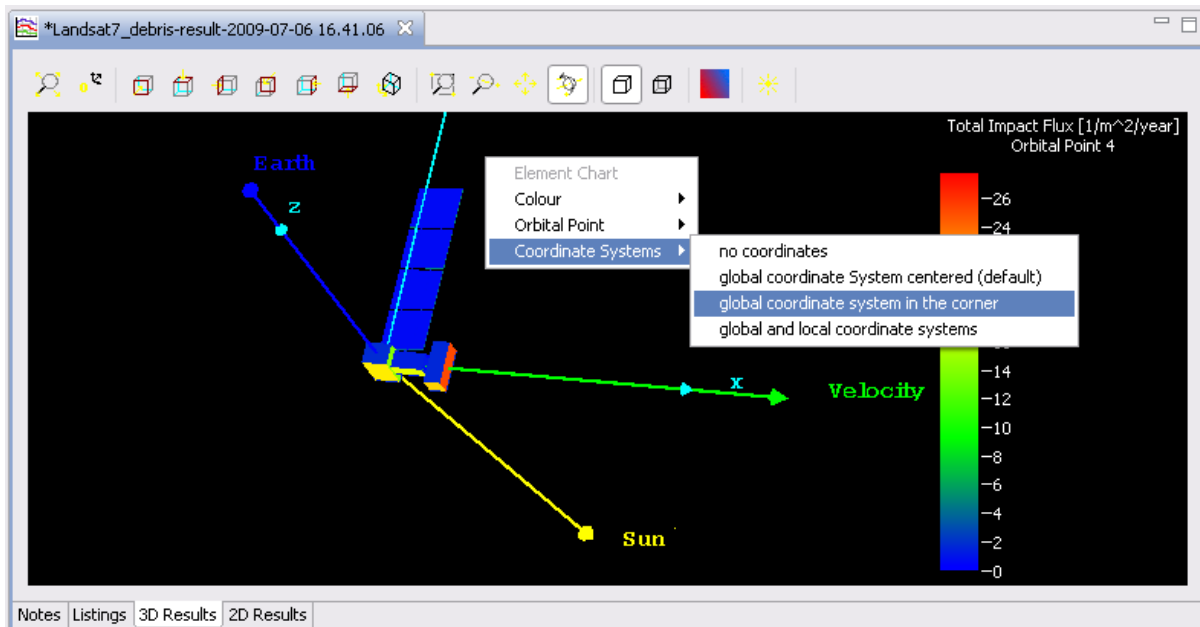 *Landsat7_debris-result-2009-07-06 16.41.06
Total Impact Flux [1/m^2/year]
Orbital Point 4
Earth
z
Element Chart
Colour
Orbital Point
Coordinate Systems
no coordinates
global coordinate System centered (default)
global coordinate system in the corner
global and local coordinate systems
26
24
14
12
10
8
6
4
2
0
x
Velocity
Sun
Notes Listings 3D Results 2D Results